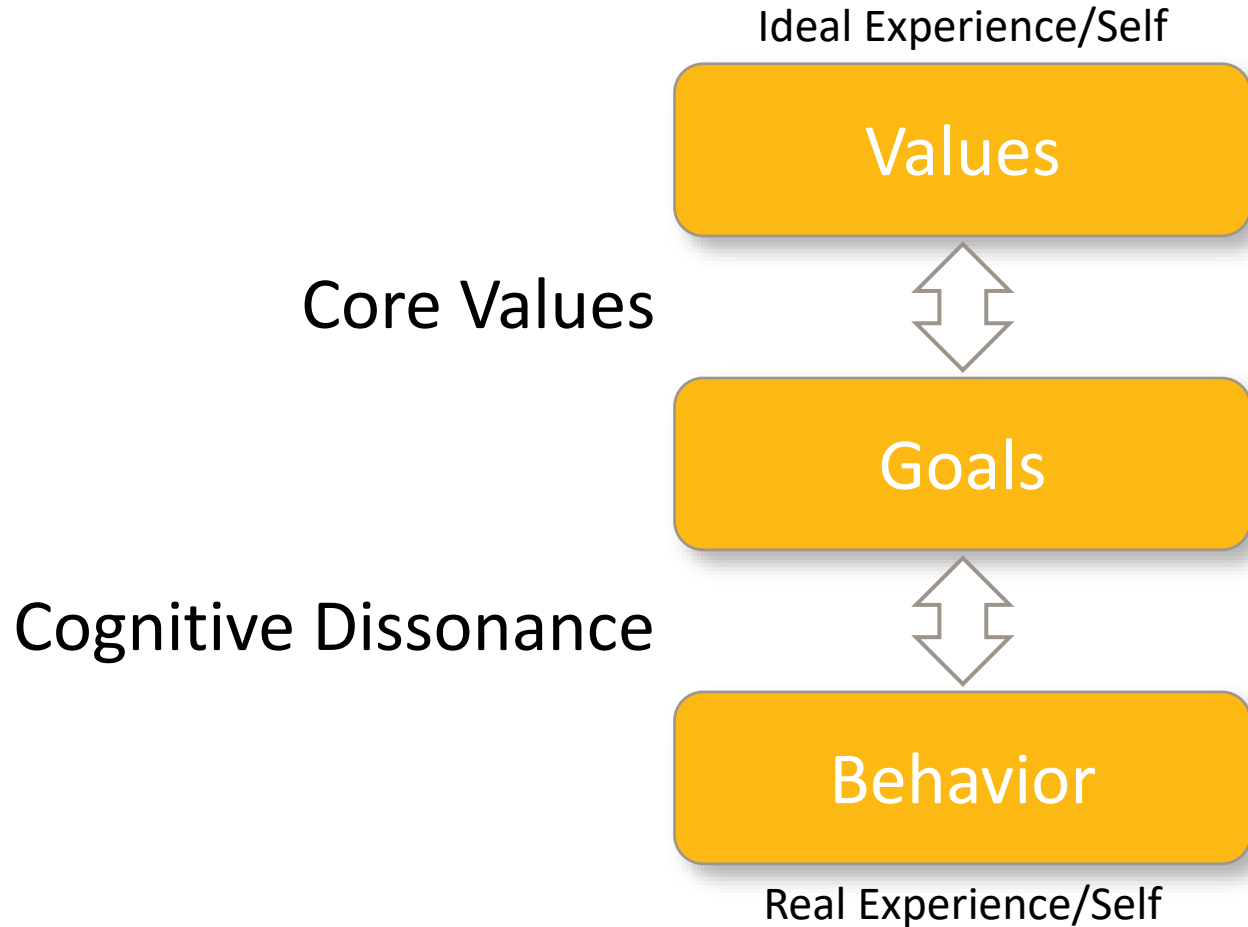 Ideal Experience/Self
Values
Core Values
Goals
Cognitive Dissonance
Behavior
Real Experience/Self